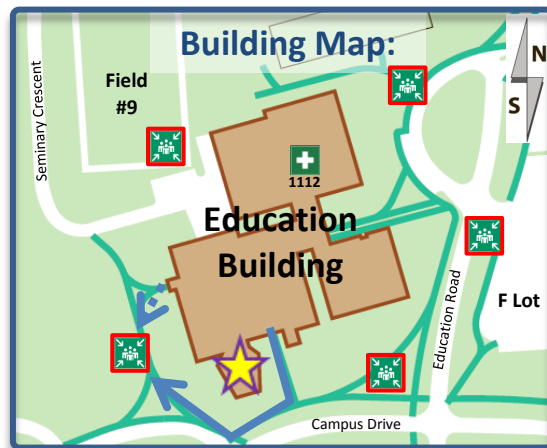 Building Map:
N
S
Field
#9
Seminary Crescent
1112
Education
Building
F Lot
Education Road
Campus Drive